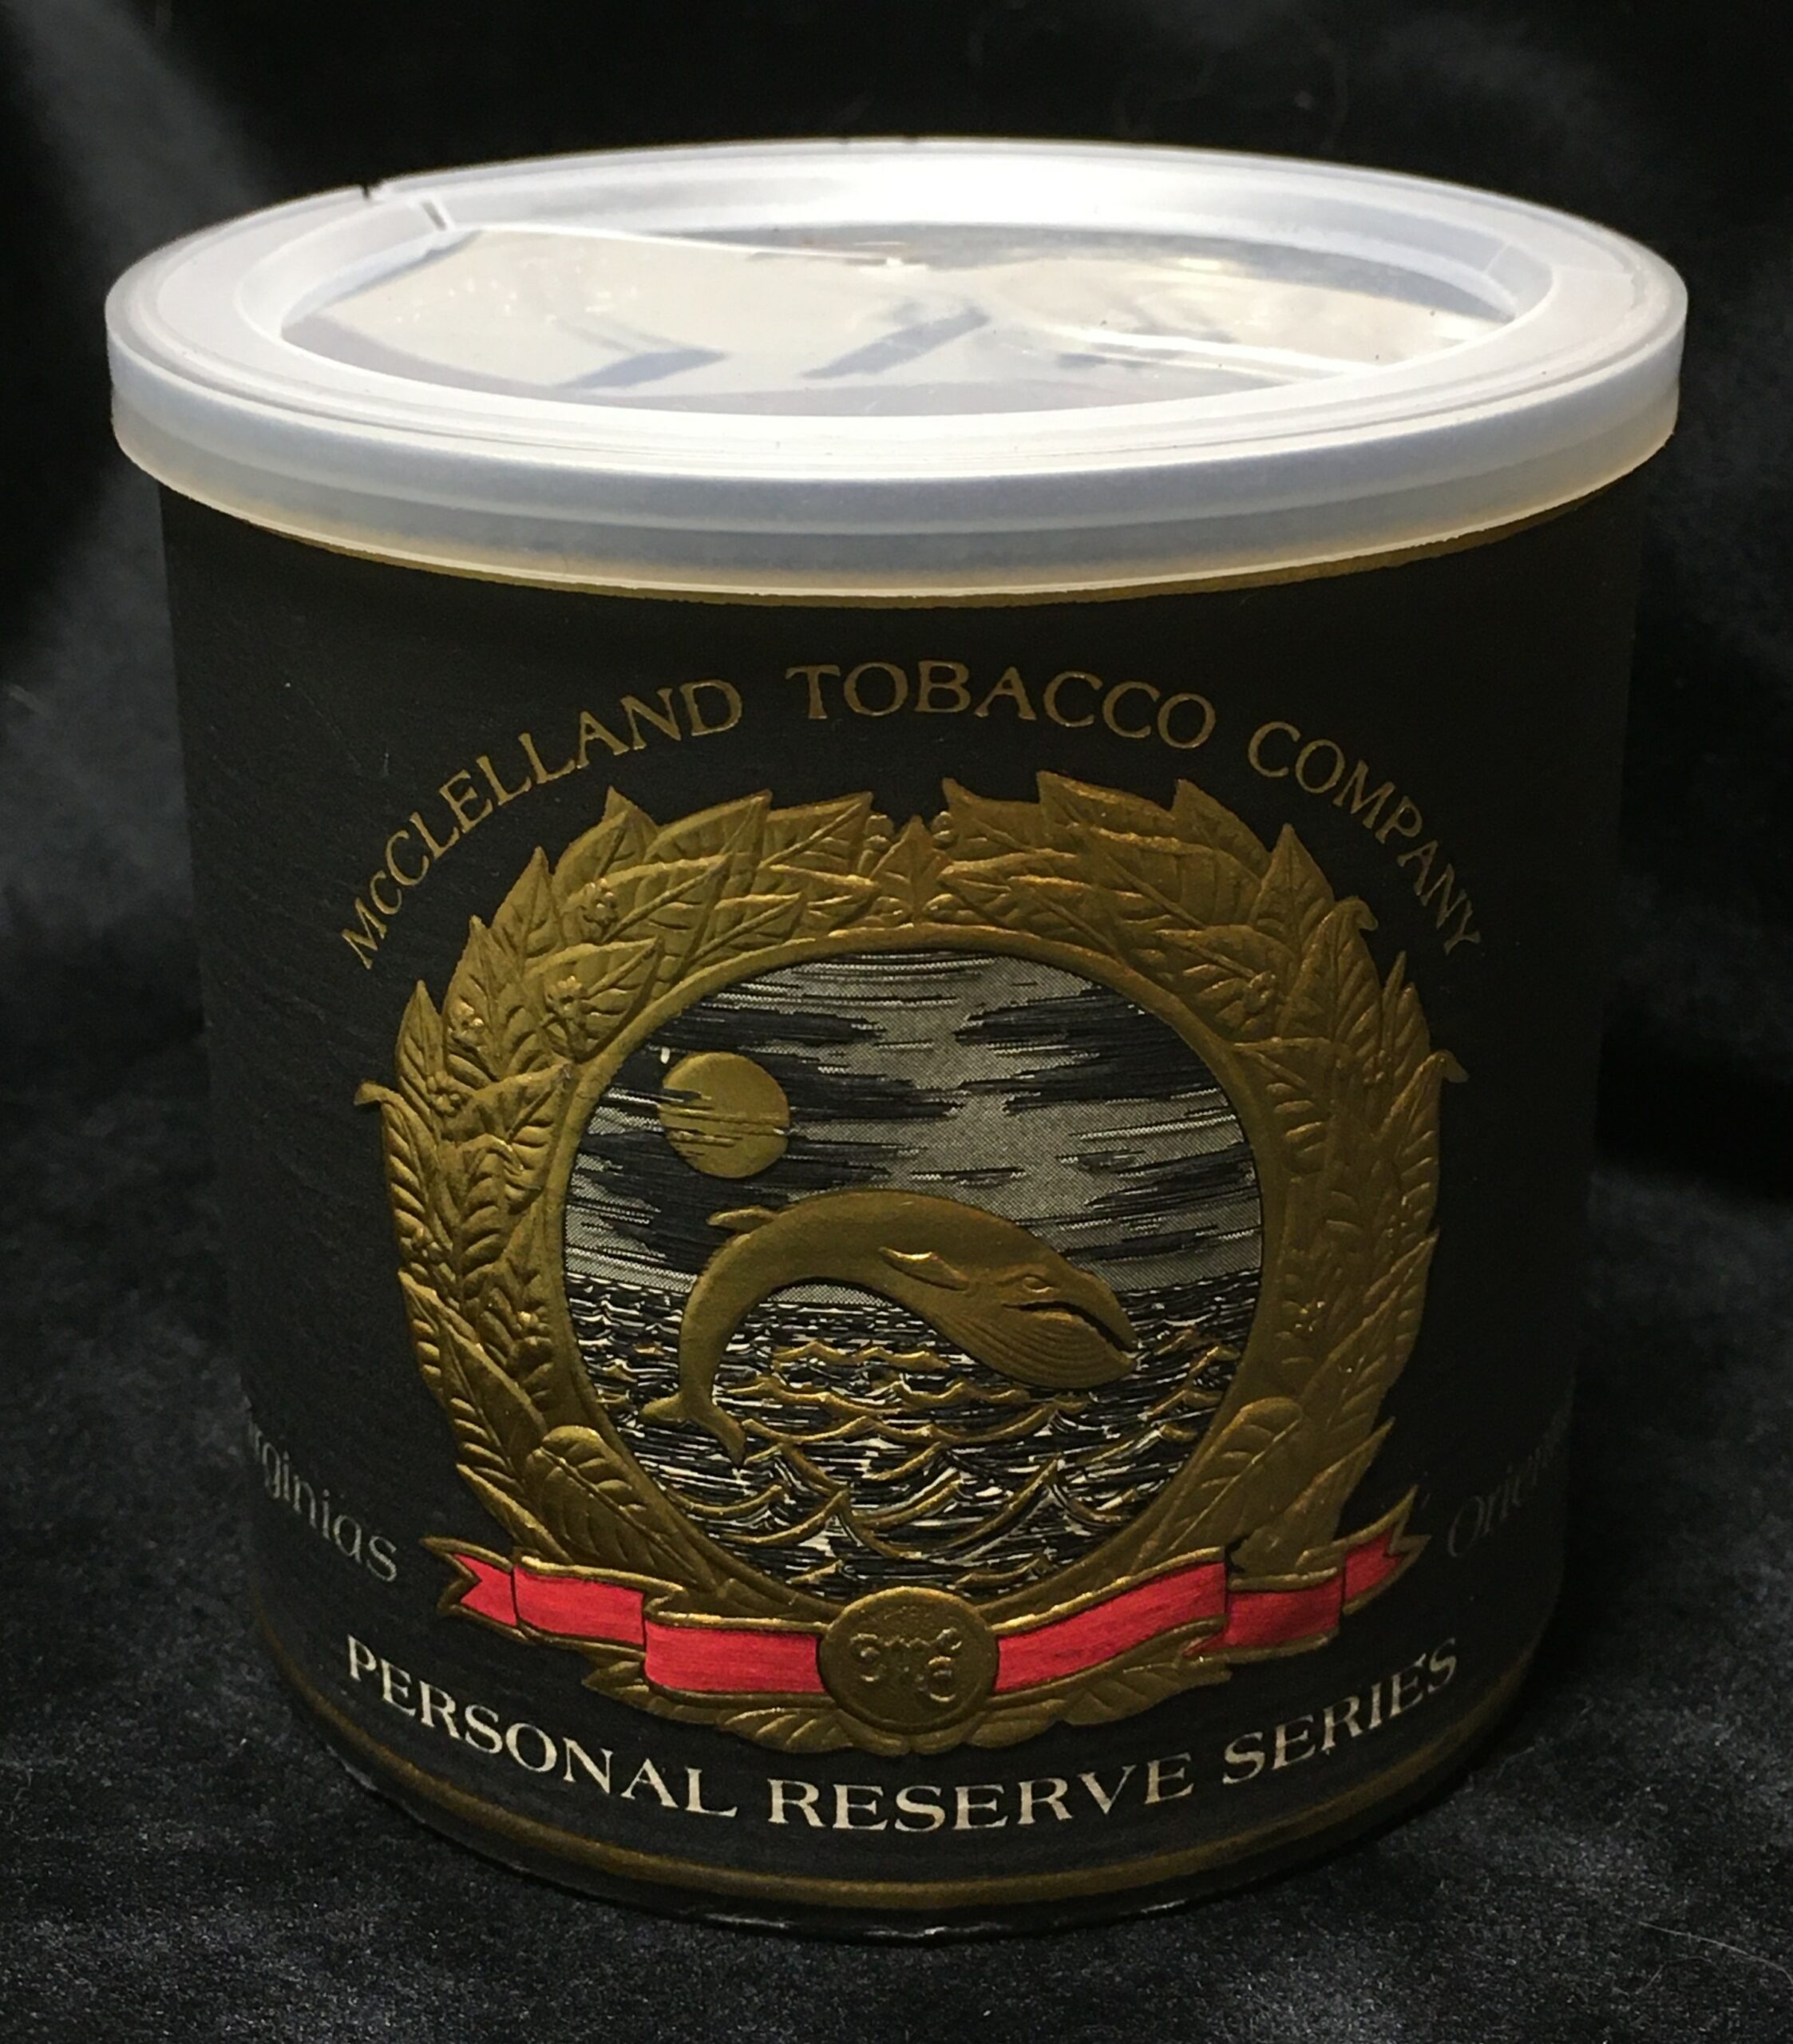 McCLELLAND TOBACCO COMPANY
PERSONAL RESERVE SERIES